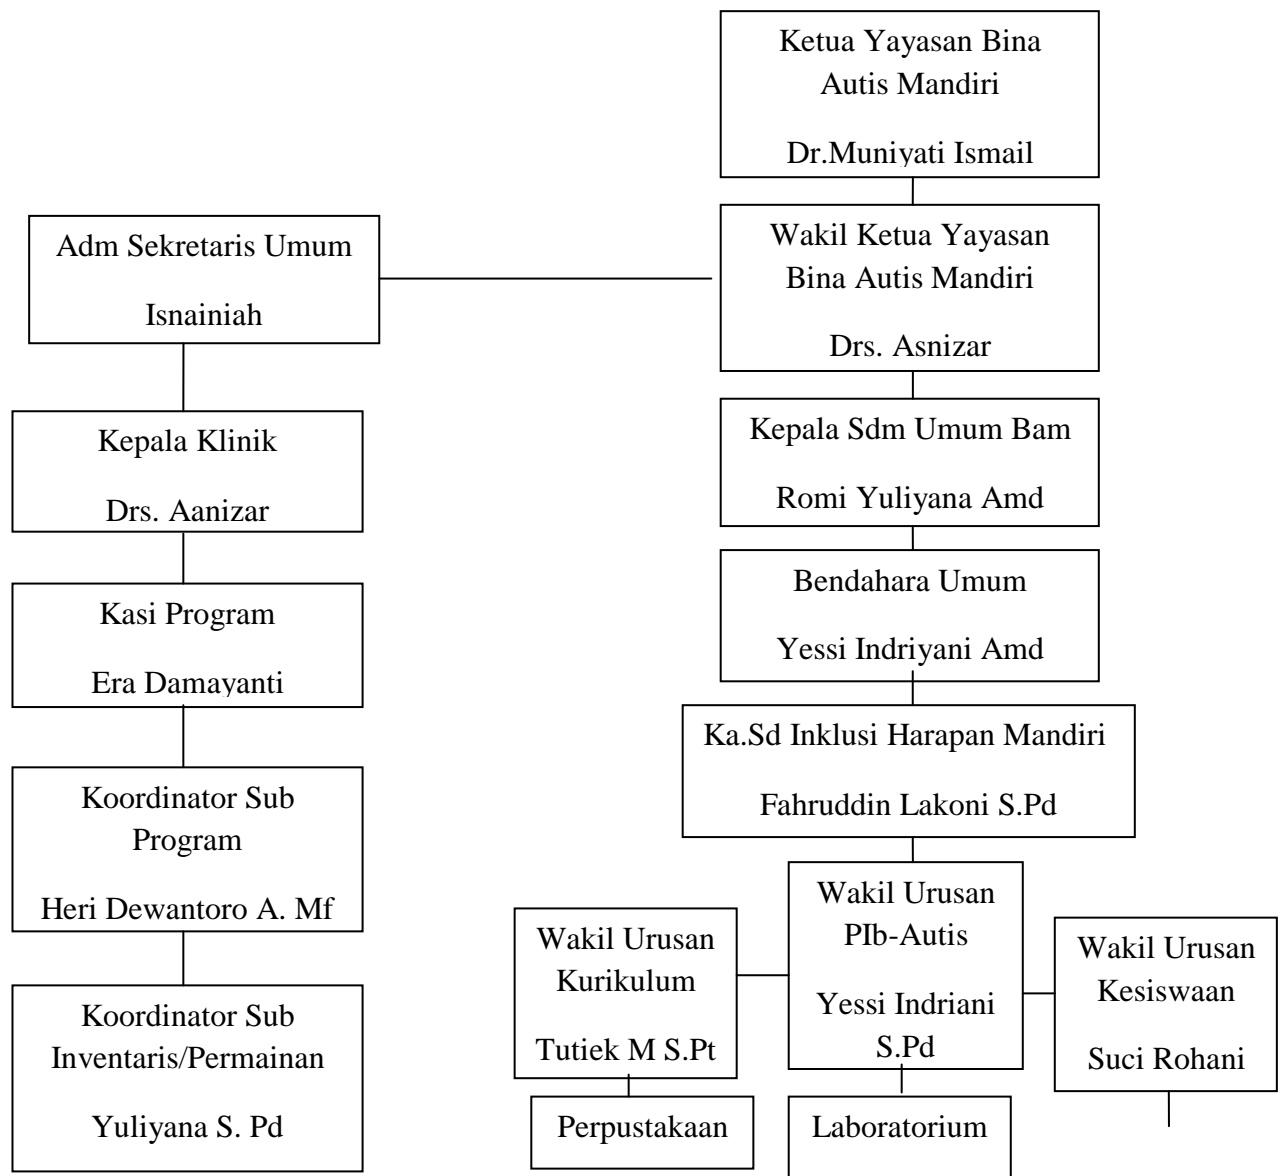 Ketua Yayasan Bina
Autis Mandiri
Dr.Muniyati Ismail
Adm Sekretaris Umum
Isnainiah
Wakil Ketua Yayasan
Bina Autis Mandiri
Drs. Asnizar
Kepala Klinik
Drs. Aanizar
Kepala Sdm Umum Bam
Romi Yuliyana Amd
Kasi Program
Era Damayanti
Bendahara Umum
Yessi Indriyani Amd
Ka.Sd Inklusi Harapan Mandiri
Fahruddin Lakoni S.Pd
Koordinator Sub
Program
Heri Dewantoro A. Mf
Wakil Urusan
Kurikulum
Tutiek M S.Pt
Wakil Urusan
PIb-Autis
Yessi Indriani
S.Pd
Wakil Urusan
Kesiswaan
Suci Rohani
Koordinator Sub
Inventaris/Permainan
Yuliyana S. Pd
Perpustakaan
Laboratorium